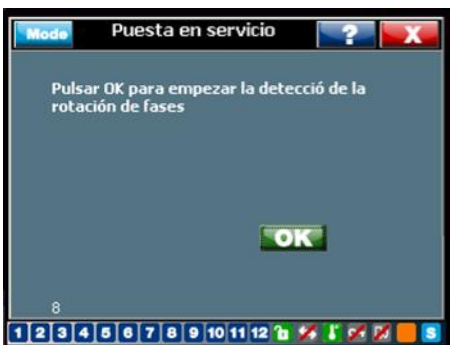 Mode Puesta en servicio ? X
Pulsar OK para empezar la detecció de la
rotación de fases
OK
8
1 2 3 4 5 6 7 8 9 10 11 12 S